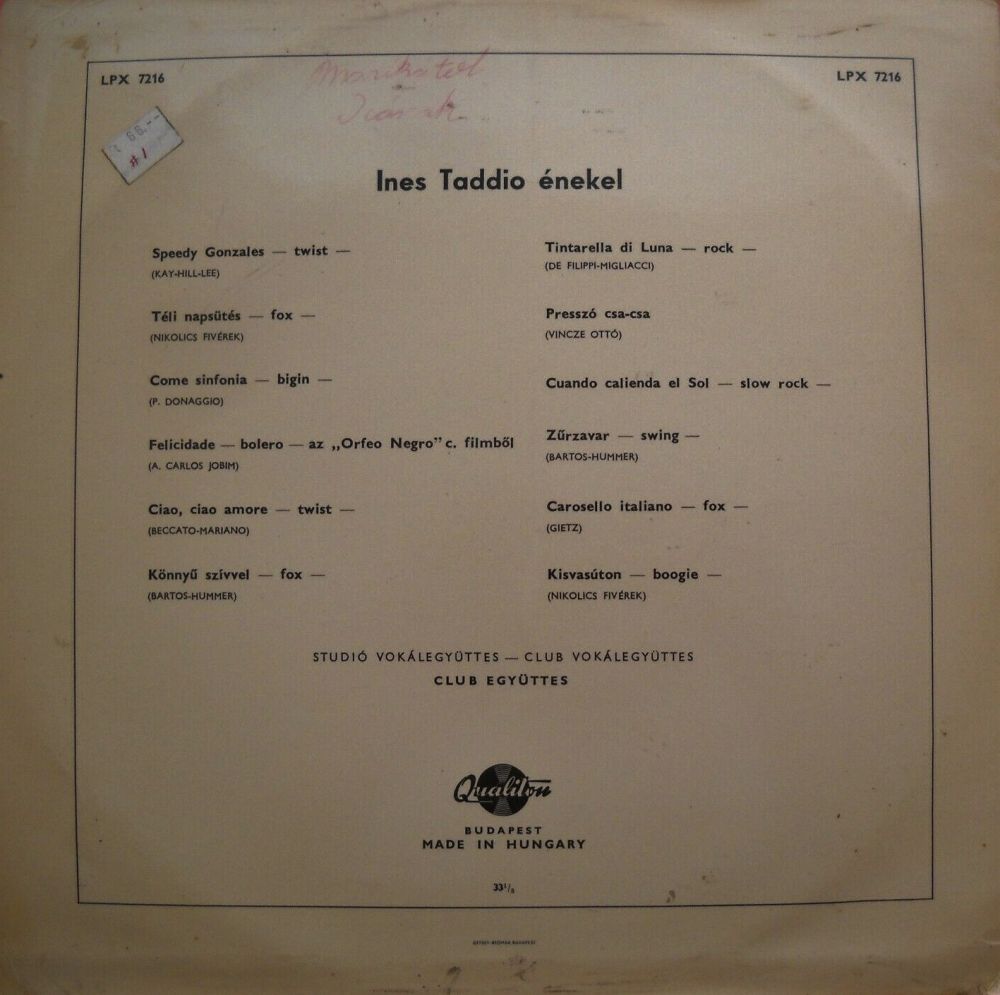 LPX 7216
LPX 7216
66.--
#1
Ines Taddio énekel
Speedy Gonzales — twist —
(KAY-HILL-LEE)
Téli napsütés — fox —
(NIKOLICS FIVÉREK)
Come sinfonia — bigin —
(P. DONAGGIO)
Felicidade — bolero — az „Orfeo Negro” c. filmből
(A. CARLOS JOBIM)
Ciao, ciao amore — twist —
(BECCATO-MARIANO)
Könnyű szívvel — fox —
(BARTOS-HUMMER)
Tintarella di Luna — rock —
(DE FILIPPI-MIGLIACCI)
Presszó csa-csa
(VINCZE OTTÓ)
Cuando calienda el Sol — slow rock —
Zűrzavar — swing —
(BARTOS-HUMMER)
Carosello italiano — fox —
(GIETZ)
Kisvasúton — boogie —
(NIKOLICS FIVÉREK)
STUDIÓ VOKÁLEGYÜTTES — CLUB VOKÁLEGYÜTTES
CLUB EGYÜTTES
Qualiton
BUDAPEST
MADE IN HUNGARY